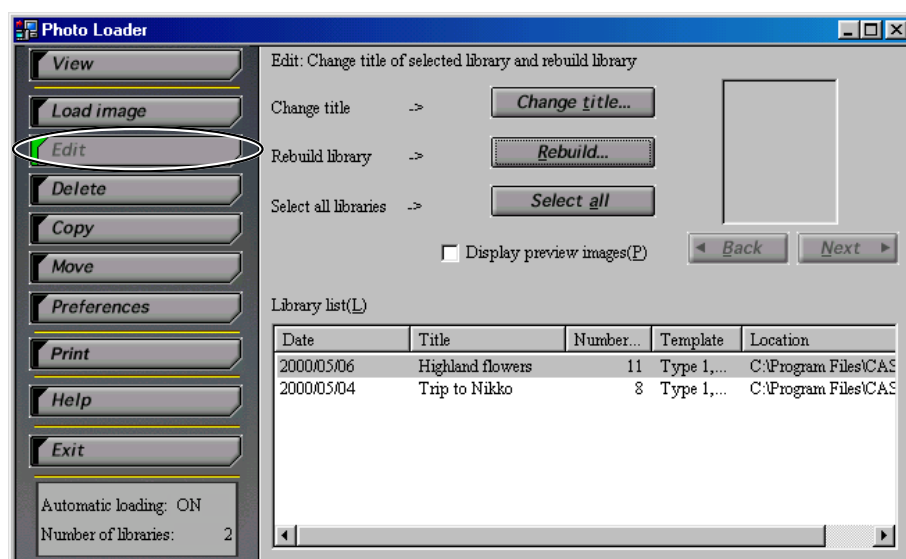 Photo Loader
View
Load image
Edit
Delete
Copy
Move
Preferences
Print
Help
Exit
Automatic loading: ON
Number of libraries: 2
Edit: Change title of selected library and rebuild library
Change title -> Change title...
Rebuild library -> Rebuild...
Select all libraries -> Select all
Display preview images(P)
Back Next
Library list(L)
Date Title Number... Template Location
2000/05/06 Highland flowers 11 Type 1,... C:\Program Files\CAS
2000/05/04 Trip to Nikko 8 Type 1,... C:\Program Files\CAS